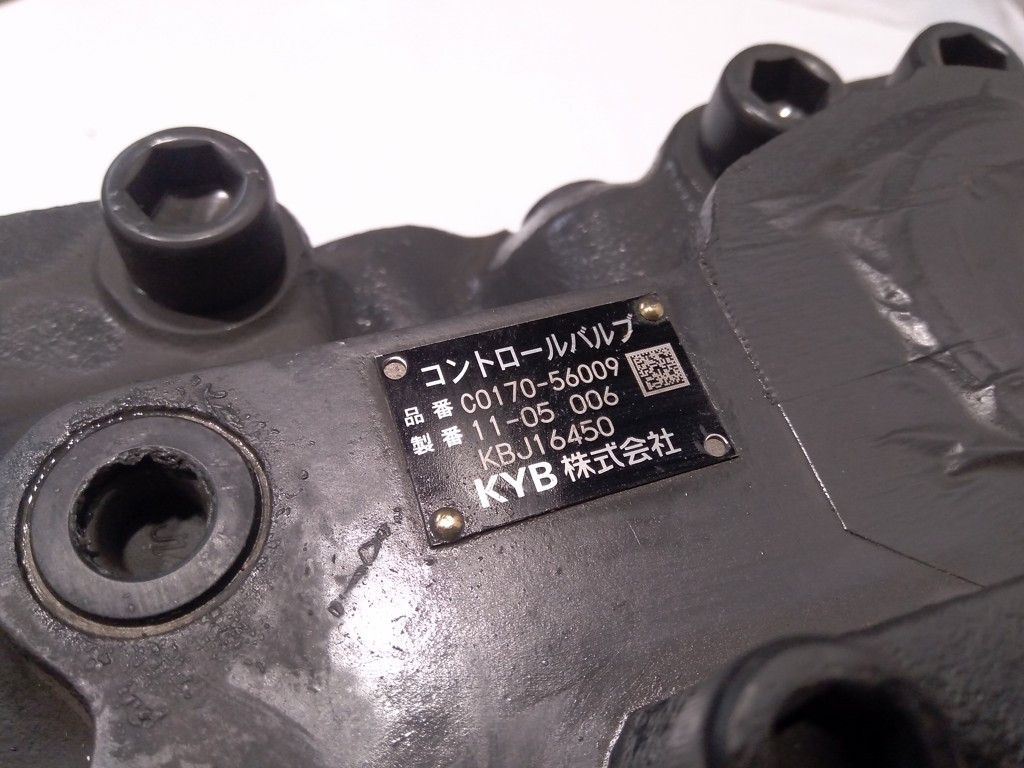 コントロールバルブ
品番 C0170-56009
製番 11-05 006
KBJ16450
KYB 株式会社